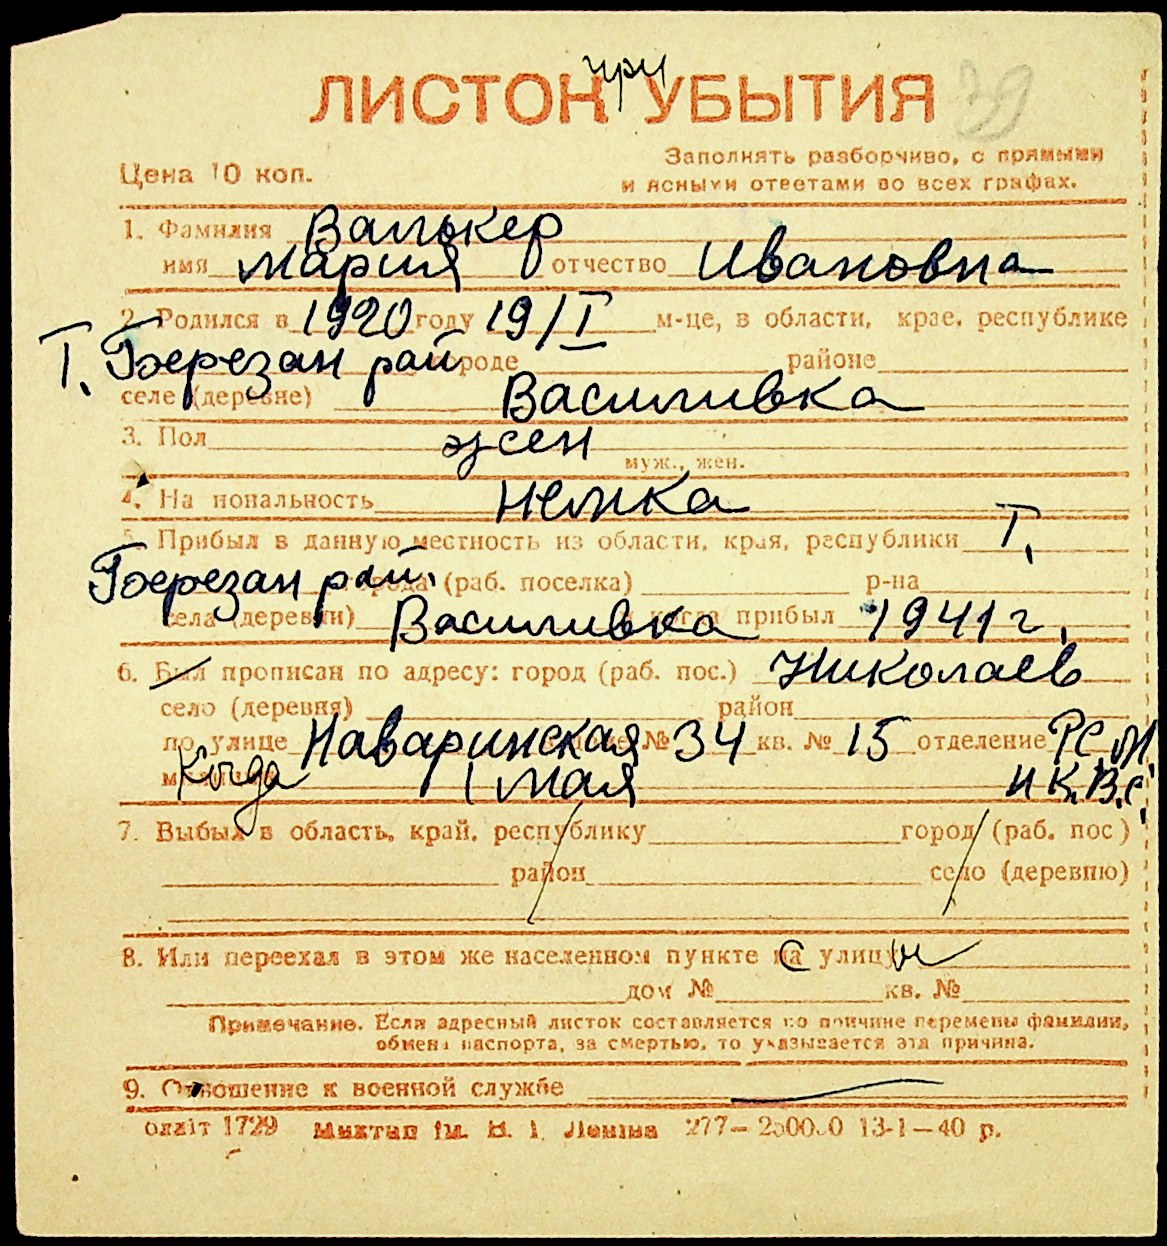 при
ЛИСТОК УБЫТИЯ 39
Цена 10 коп.
Заполнять разборчиво, с прямыми
и ясными ответами во всех графах.
1. Фамилия Валькер
имя Мария отчество Ивановна
2. Родился в 1920 году 19/I м-це, в области, крае, республике
Т. Березан рай городе районе
селе (деревне) Василивка
3. Пол жен
муж., жен.
4. Национальность немка
5. Прибыл в данную местность из области, края, республики Т.
Березан рай. города (раб. поселка) р-на
села (деревни) Василивка и когда прибыл 1941 г.
6. Был прописан по адресу: город (раб. пос.) Николаев
село (деревня) район
по улице Наваринская № 34 кв. № 15 отделение Р.С.М.
Когда 1 мая Н.К.В.С.
7. Выбыл в область, край, республику город (раб. пос)
район село (деревню)
8. Или переехал в этом же населенном пункте с улицы
дом № кв. №
Примечание. Если адресный листок составляется по причине перемены фамилии,
обмена паспорта, за смертью, то указывается эта причина.
9. Отношение к военной службе
1729 277— 13-1—40 р.